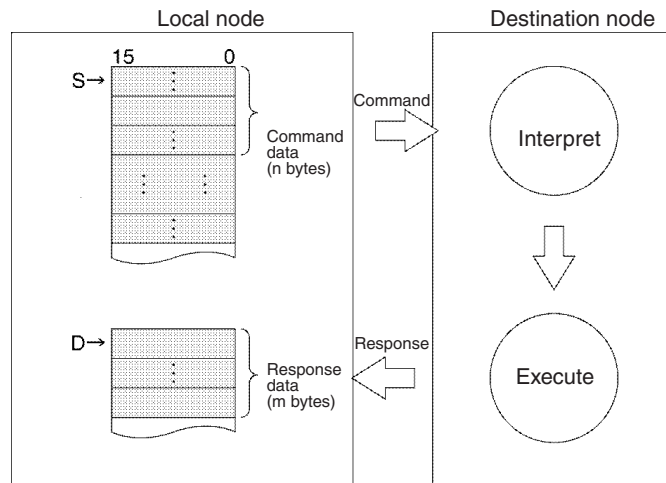 Local node
Destination node
15 0
S→
Command
data
(n bytes)
Command
Interpret
D→
Response
data
(m bytes)
Response
Execute